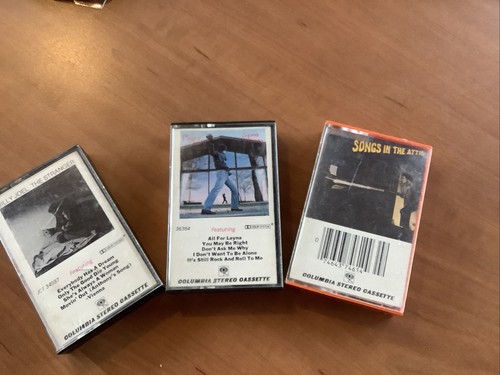 BILLY JOEL THE STRANGER
Featuring
Everybody Has A Dream
Only The Good Die Young
She's Always A Woman
Movin' Out (Anthony's Song)
-Vienna
COLUMBIA STEREO CASSETTE
36384
Featuring
All For Leyna
You May Be Right
Don't Ask Me Why
I Don't Want To Be Alone
It's Still Rock And Roll To Me
COLUMBIA STEREO CASSETTE
SONGS IN THE ATTIC
COLUMBIA STEREO CASSETTE